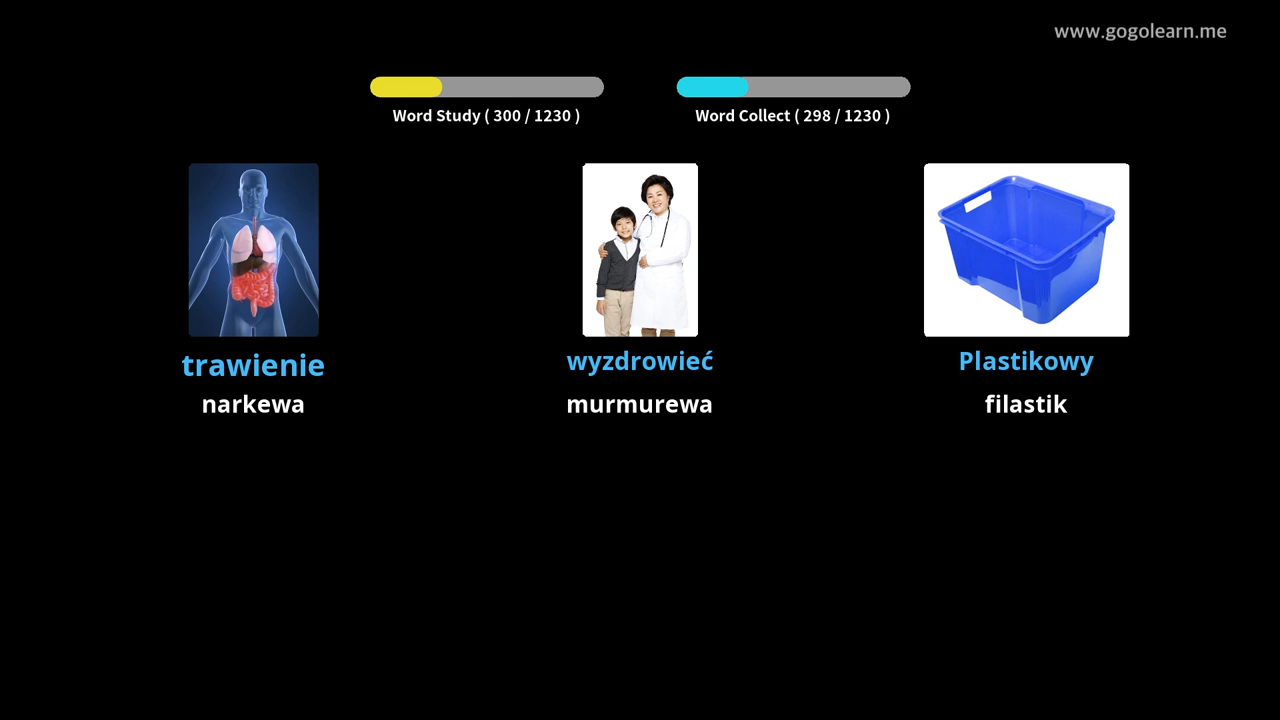 www.gogolearn.me
Word Study ( 300 / 1230 )
Word Collect ( 298 / 1230 )
trawienie
narkewa
wyzdrowieć
murmurewa
Plastikowy
filastik